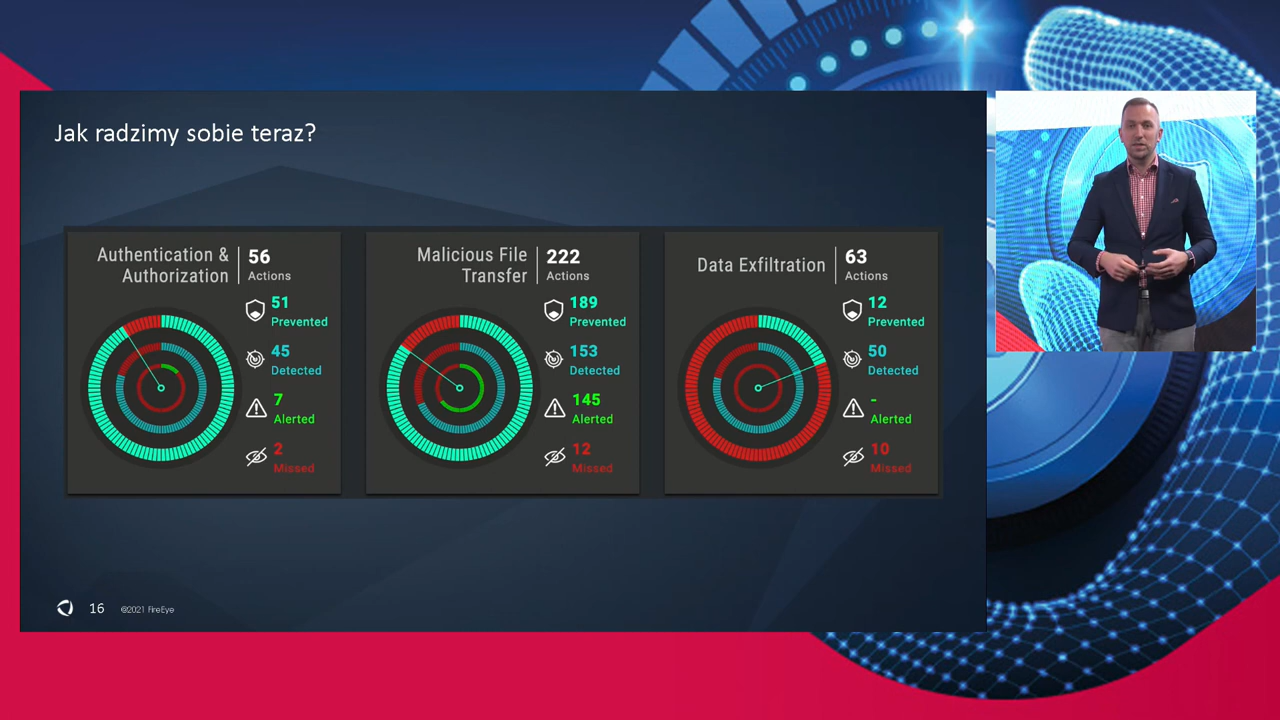 Jak radzimy sobie teraz?
Authentication &
Authorization
56
Actions
51
Prevented
45
Detected
7
Alerted
2
Missed
Malicious File
Transfer
222
Actions
189
Prevented
153
Detected
145
Alerted
12
Missed
Data Exfiltration
63
Actions
12
Prevented
50
Detected
-
Alerted
10
Missed
16
©2021 FireEye